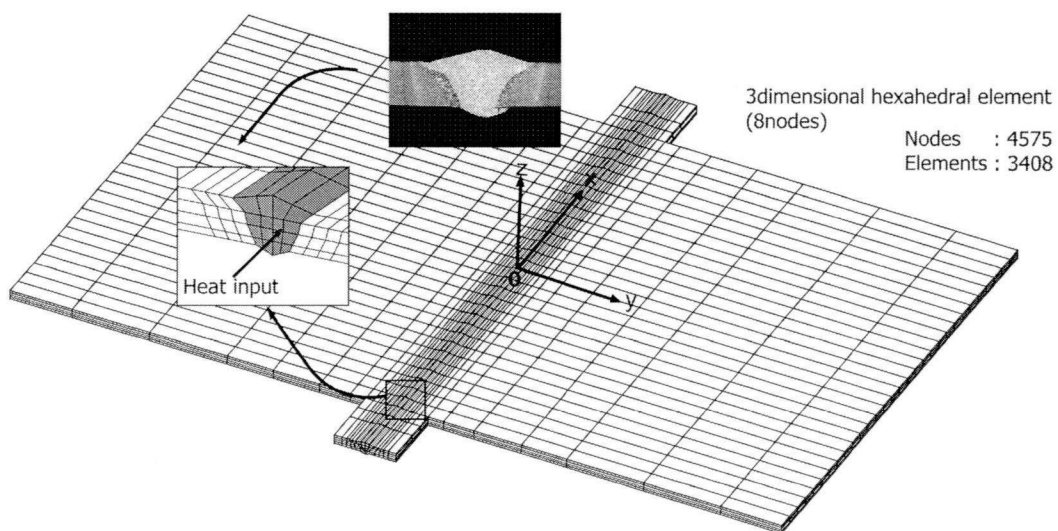 3dimensional hexahedral element
(8nodes)
Nodes : 4575
Elements : 3408
z
x
0
y
Heat input